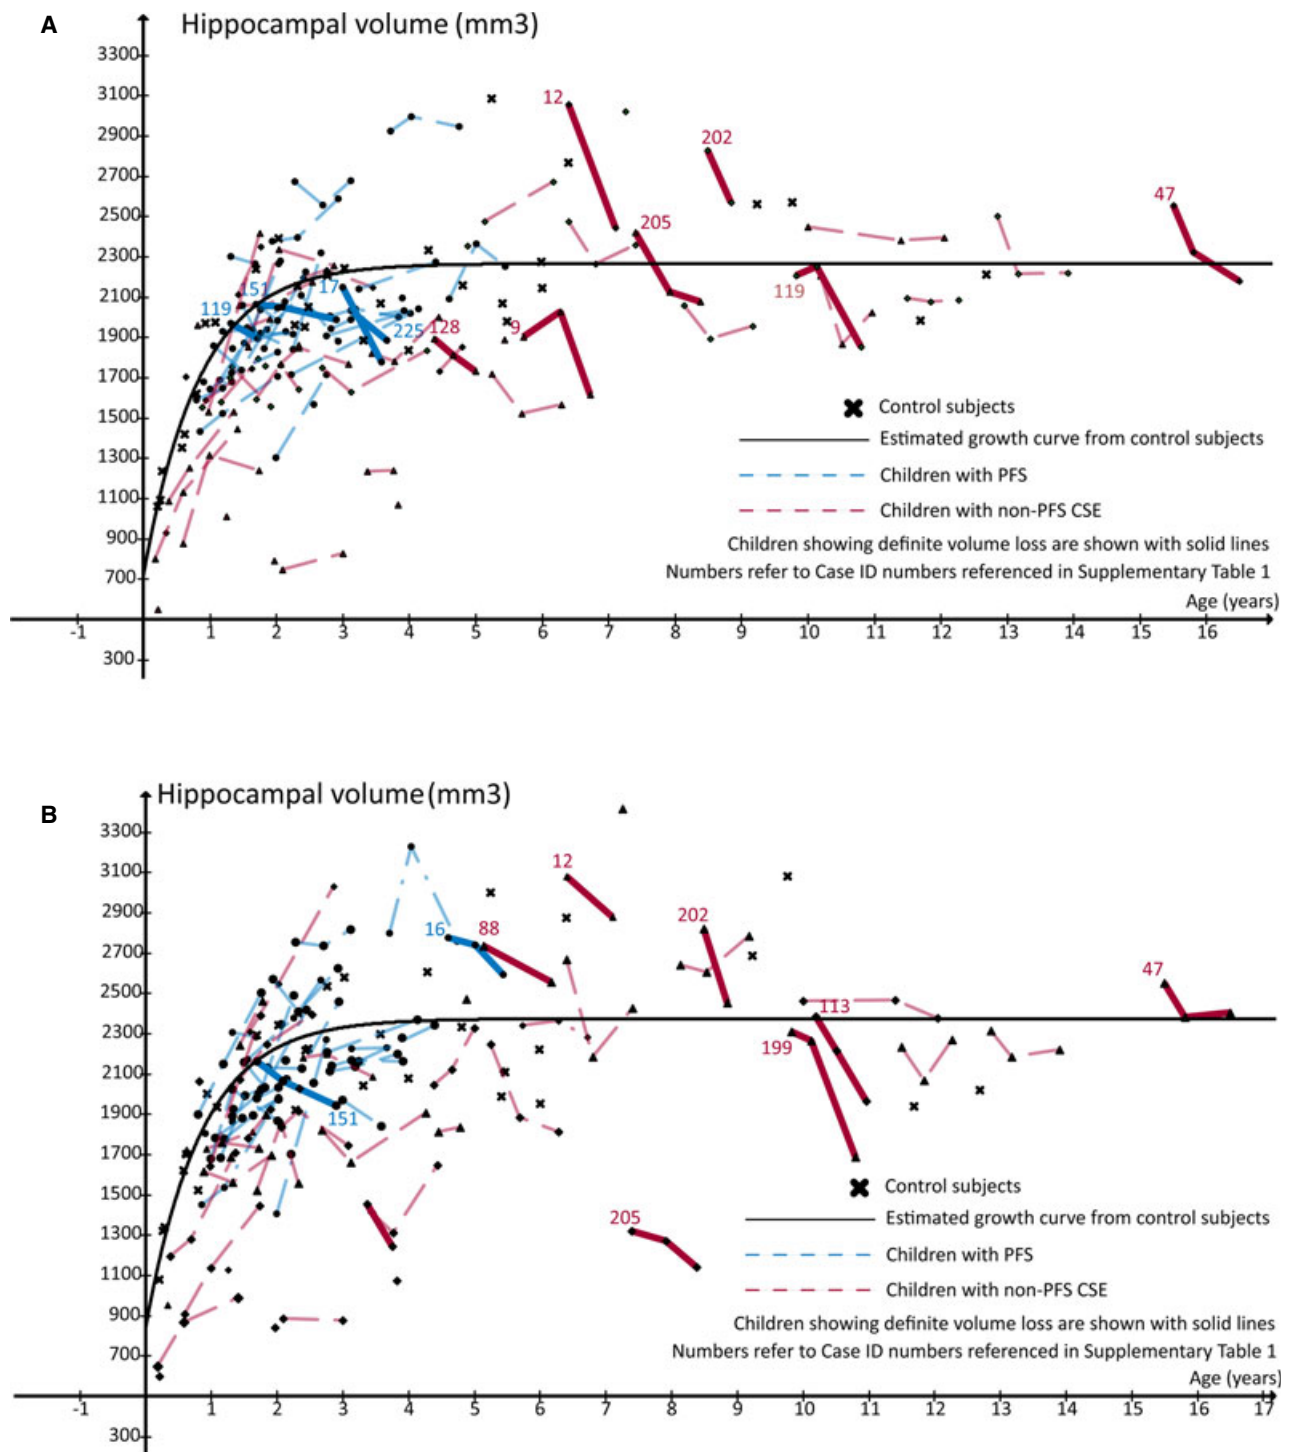 A
Hippocampal volume (mm3)
3300
3100
2900
2700
2500
2300
2100
1900
1700
1500
1300
1100
900
700
300
12
202
205
47
151
17
119
225
128
9
119
Control subjects
Estimated growth curve from control subjects
Children with PFS
Children with non-PFS CSE
Children showing definite volume loss are shown with solid lines
Numbers refer to Case ID numbers referenced in Supplementary Table 1
Age (years)
-1 1 2 3 4 5 6 7 8 9 10 11 12 13 14 15 16
B
Hippocampal volume (mm3)
3300
3100
2900
2700
2500
2300
2100
1900
1700
1500
1300
1100
900
700
300
12
16
88
202
47
113
199
151
205
Control subjects
Estimated growth curve from control subjects
Children with PFS
Children with non-PFS CSE
Children showing definite volume loss are shown with solid lines
Numbers refer to Case ID numbers referenced in Supplementary Table 1
Age (years)
-1 1 2 3 4 5 6 7 8 9 10 11 12 13 14 15 16 17